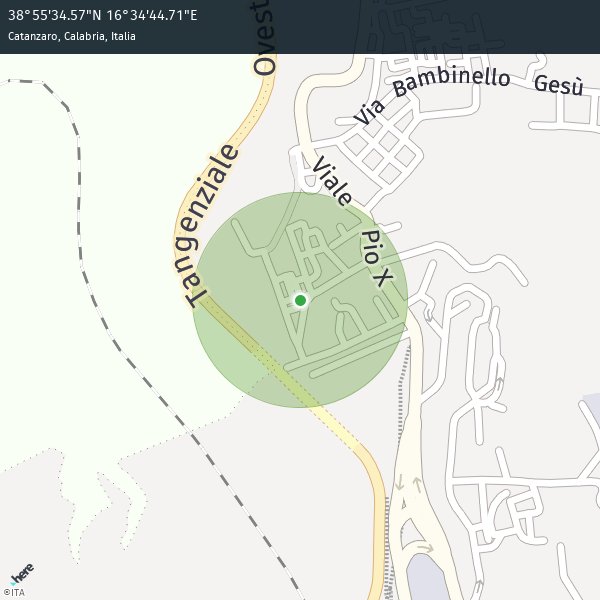 38°55'34.57"N 16°34'44.71"E
Catanzaro, Calabria, Italia
Tangenziale Ovest
Via Bambinello Gesù
Viale Pio X
here
©ITA